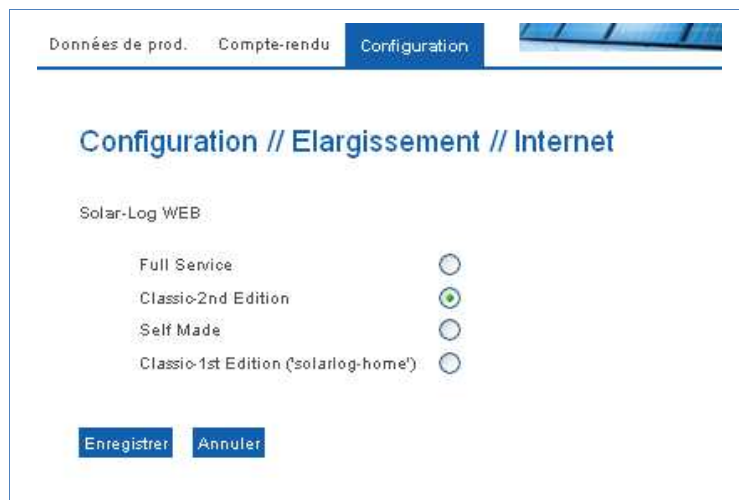 Données de prod. Compte-rendu Configuration
Configuration // Elargissement // Internet
Solar-Log WEB
Full Service
Classic-2nd Edition
Self Made
Classic-1st Edition ('solarlog-home')
Enregistrer Annuler